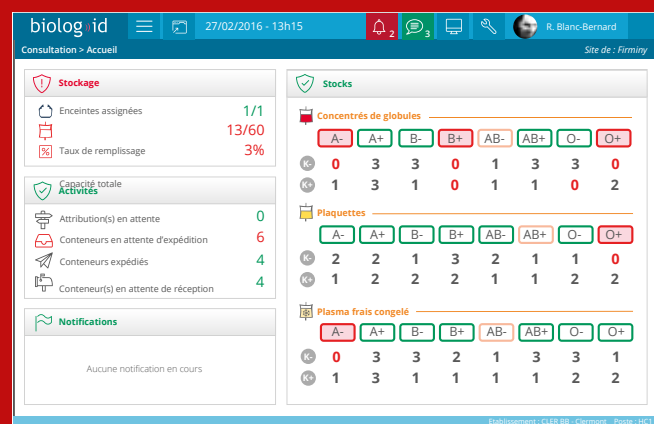 biolog·id 27/02/2016 - 13h15 2 3 R. Blanc-Bernard
Consultation > Accueil Site de : Firminy
Stockage
Enceintes assignées 1/1
13/60
Taux de remplissage 3%
Capacité totale
Activités
Attribution(s) en attente 0
Conteneurs en attente d'expédition 6
Conteneurs expédiés 4
Conteneur(s) en attente de réception 4
Notifications
Aucune notification en cours
Stocks
Concentrés de globules
A- A+ B- B+ AB- AB+ O- O+
K- 0 3 3 0 1 3 3 0
K+ 1 3 1 0 1 1 0 2
Plaquettes
A- A+ B- B+ AB- AB+ O- O+
K- 2 2 1 3 2 1 1 0
K+ 1 2 2 2 1 1 2 2
Plasma frais congelé
A- A+ B- B+ AB- AB+ O- O+
K- 0 3 3 2 1 3 3 1
K+ 1 3 1 1 1 1 2 2
Etablissement : CLER BB - Clermont Poste : HC1